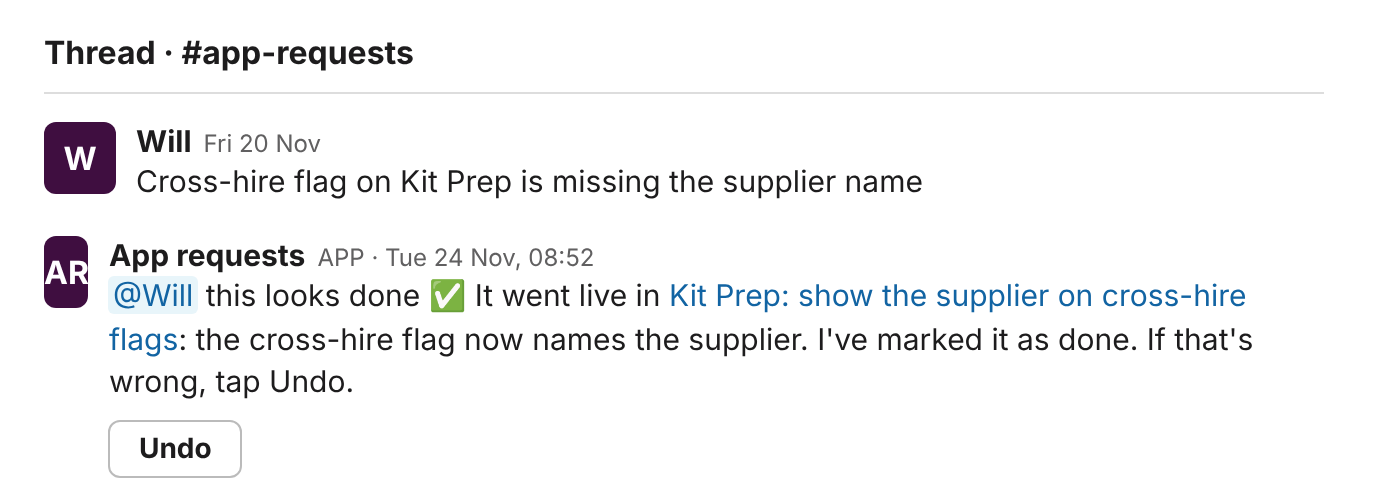 Thread · #app-requests
W
Will Fri 20 Nov
Cross-hire flag on Kit Prep is missing the supplier name
AR
App requests APP · Tue 24 Nov, 08:52
@Will this looks done ✅ It went live in Kit Prep: show the supplier on cross-hire
flags: the cross-hire flag now names the supplier. I've marked it as done. If that's
wrong, tap Undo.
Undo